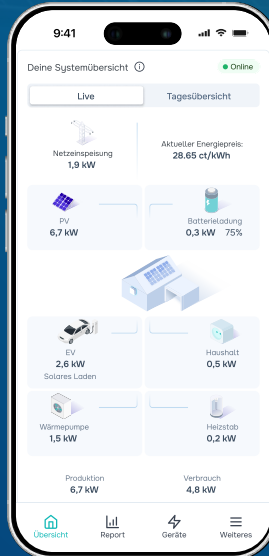 9:41
Deine Systemübersicht
Online
Live
Tagesübersicht
Netzeinspeisung
1,9 kW
Aktueller Energiepreis:
28.65 ct/kWh
PV
6,7 kW
Batterieladung
0,3 kW 75%
EV
2,6 kW
Solares Laden
Haushalt
0,5 kW
Wärmepumpe
1,5 kW
Heizstab
0,2 kW
Produktion
6,7 kW
Verbrauch
4,8 kW
Übersicht
Report
Geräte
Weiteres